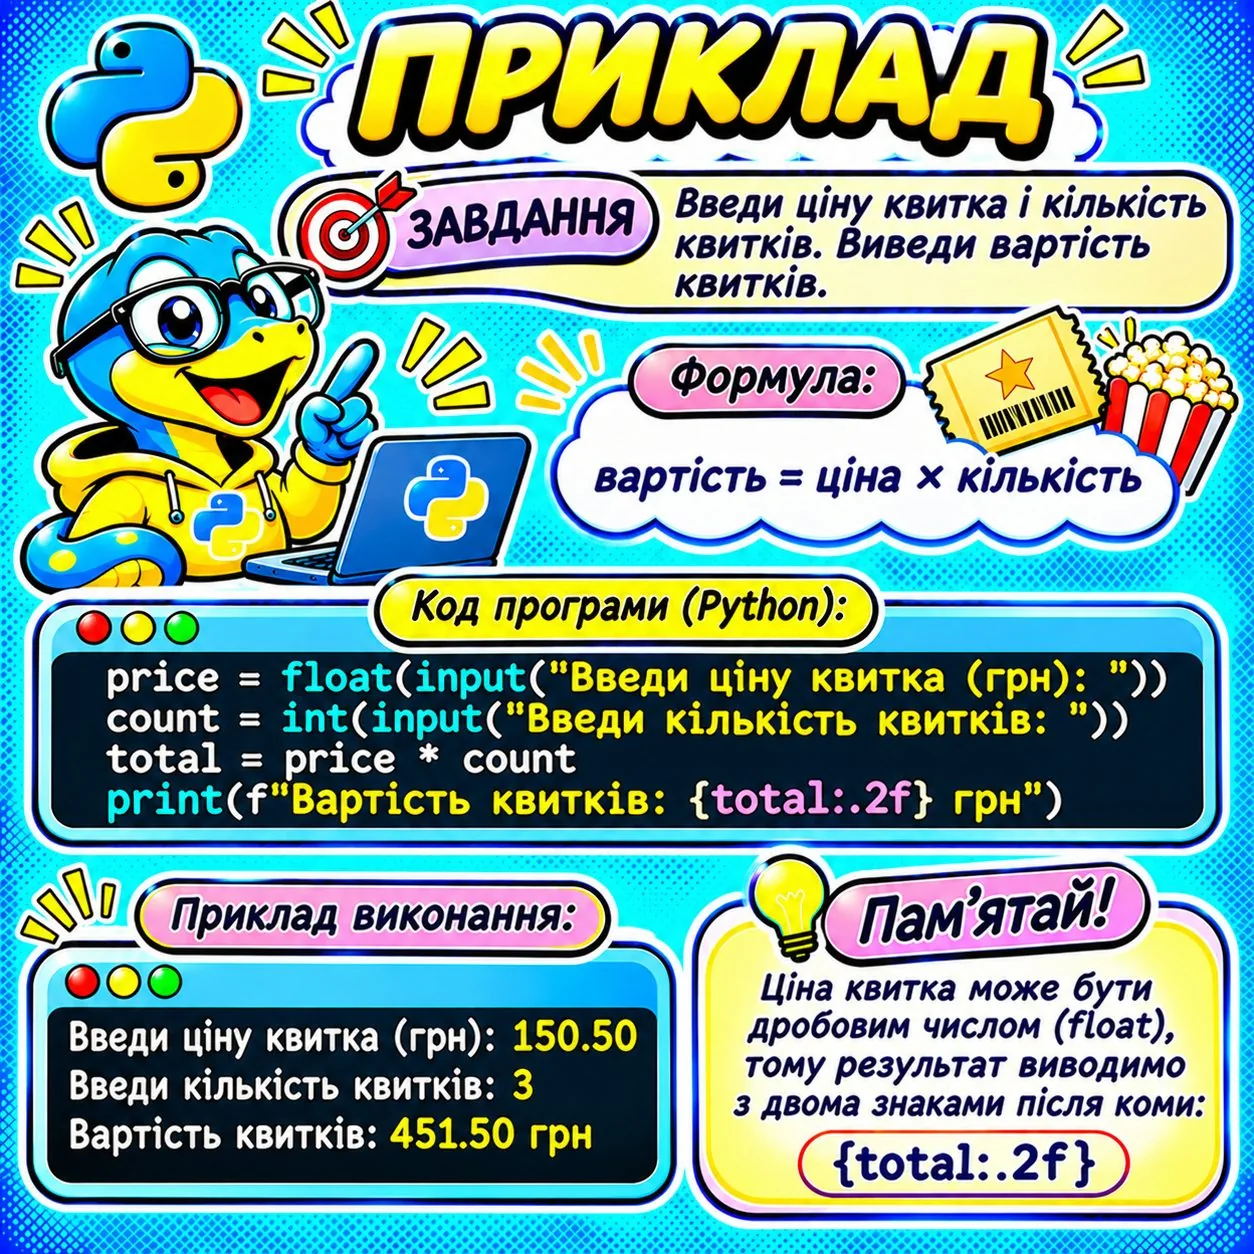 ПРИКЛАД
ЗАВДАННЯ
Введи ціну квитка і кількість
квитків. Виведи вартість
квитків.
Формула:
вартість = ціна × кількість
Код програми (Python):
price = float(input("Введи ціну квитка (грн): "))
count = int(input("Введи кількість квитків: "))
total = price * count
print(f"Вартість квитків: {total:.2f} грн")
Приклад виконання:
Введи ціну квитка (грн): 150.50
Введи кількість квитків: 3
Вартість квитків: 451.50 грн
Пам’ятай!
Ціна квитка може бути
дробовим числом (float),
тому результат виводимо
з двома знаками після коми:
{total:.2f}